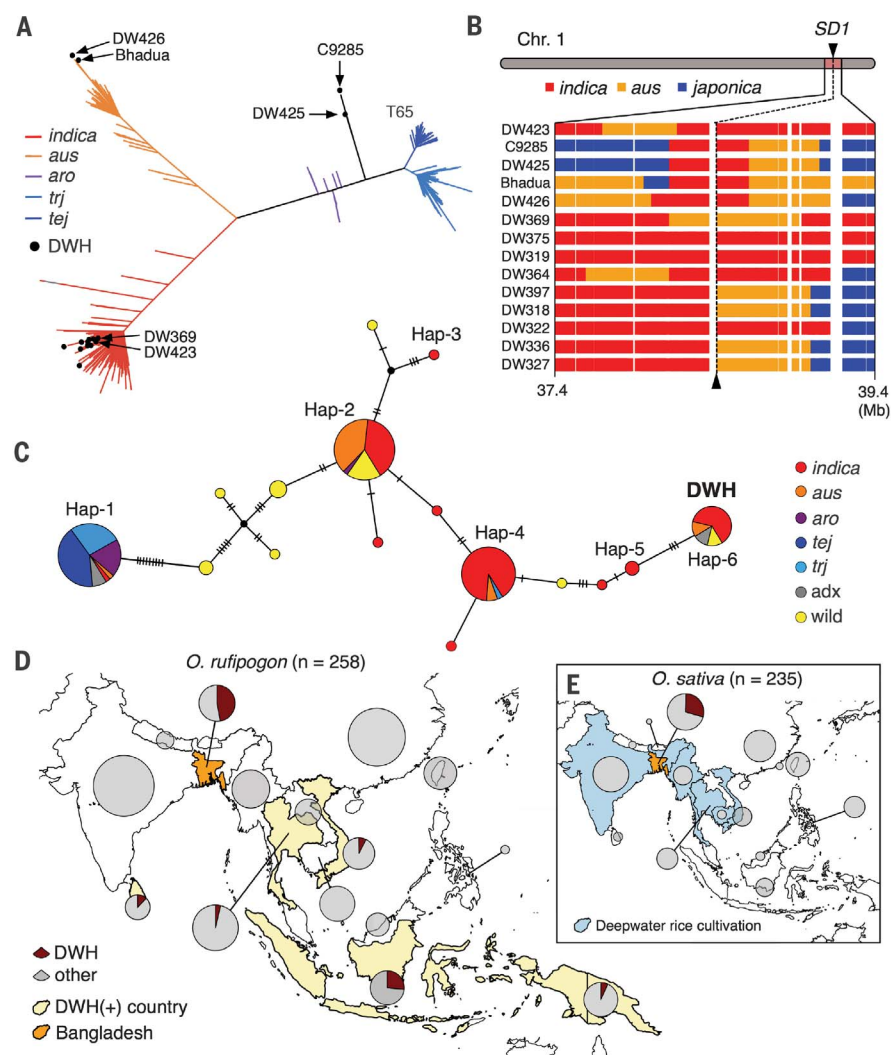 A
DW426
Bhadua
C9285
DW425
T65
indica
aus
aro
trj
tej
DWH
DW369
DW423
B
SD1
Chr. 1
indica aus japonica
DW423
C9285
DW425
Bhadua
DW426
DW369
DW375
DW319
DW364
DW397
DW318
DW322
DW336
DW327
37.4 39.4
(Mb)
C
Hap-3
Hap-2
Hap-1
Hap-4
Hap-5
DWH
Hap-6
indica
aus
aro
tej
trj
adx
wild
D
O. rufipogon (n = 258)
DWH
other
DWH(+) country
Bangladesh
E
O. sativa (n = 235)
Deepwater rice cultivation